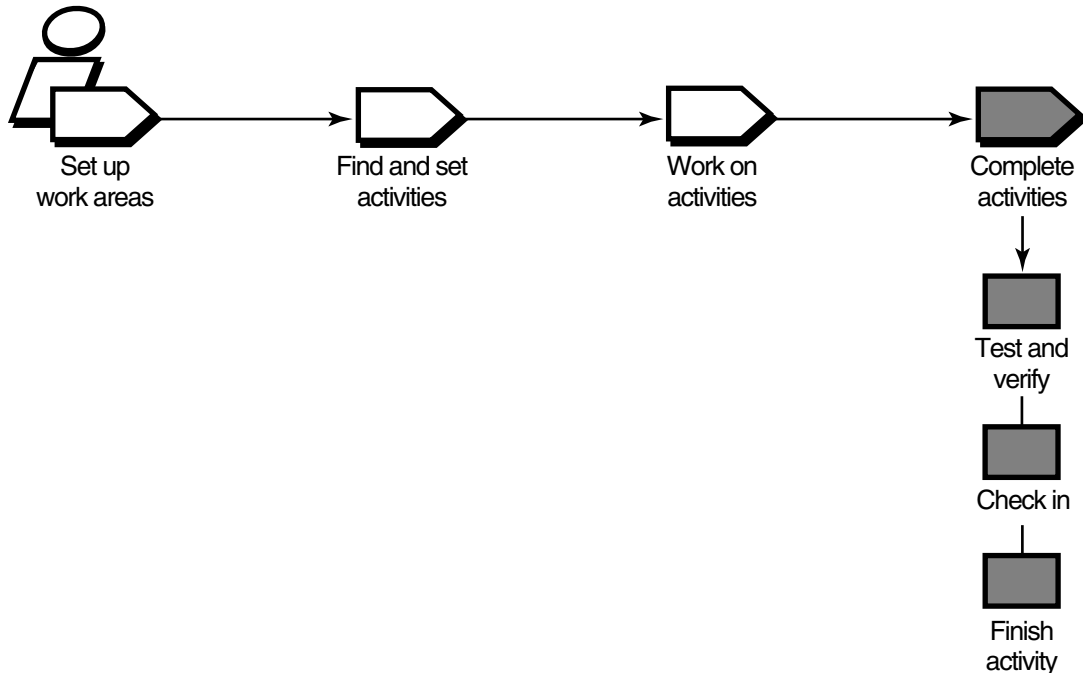 Set up
work areas
Find and set
activities
Work on
activities
Complete
activities
Test and
verify
Check in
Finish
activity